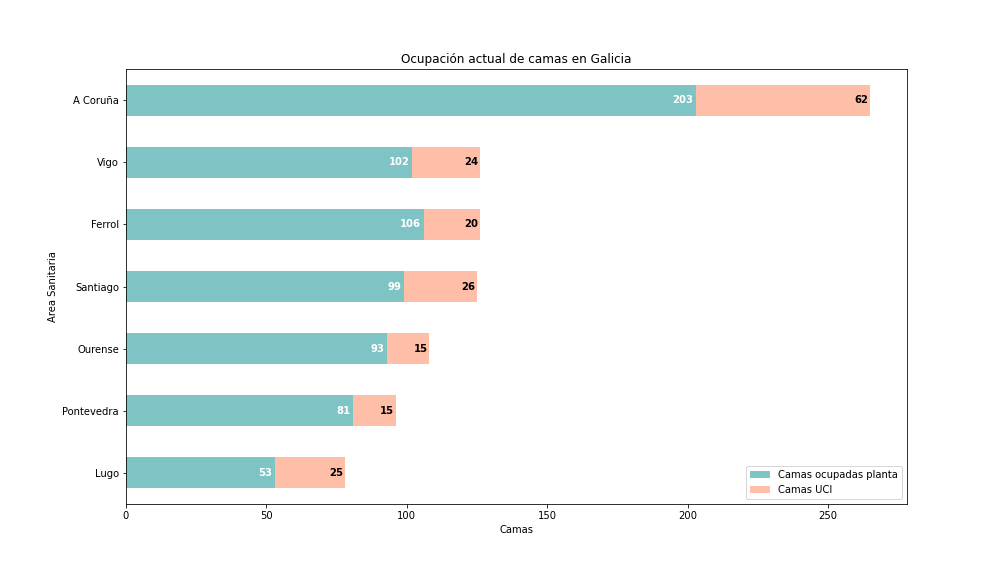 Ocupación actual de camas en Galicia
A Coruña 203 62
Vigo 102 24
Ferrol 106 20
Santiago 99 26
Ourense 93 15
Pontevedra 81 15
Lugo 53 25
Area Sanitaria
Camas ocupadas planta
Camas UCI
0 50 100 150 200 250
Camas